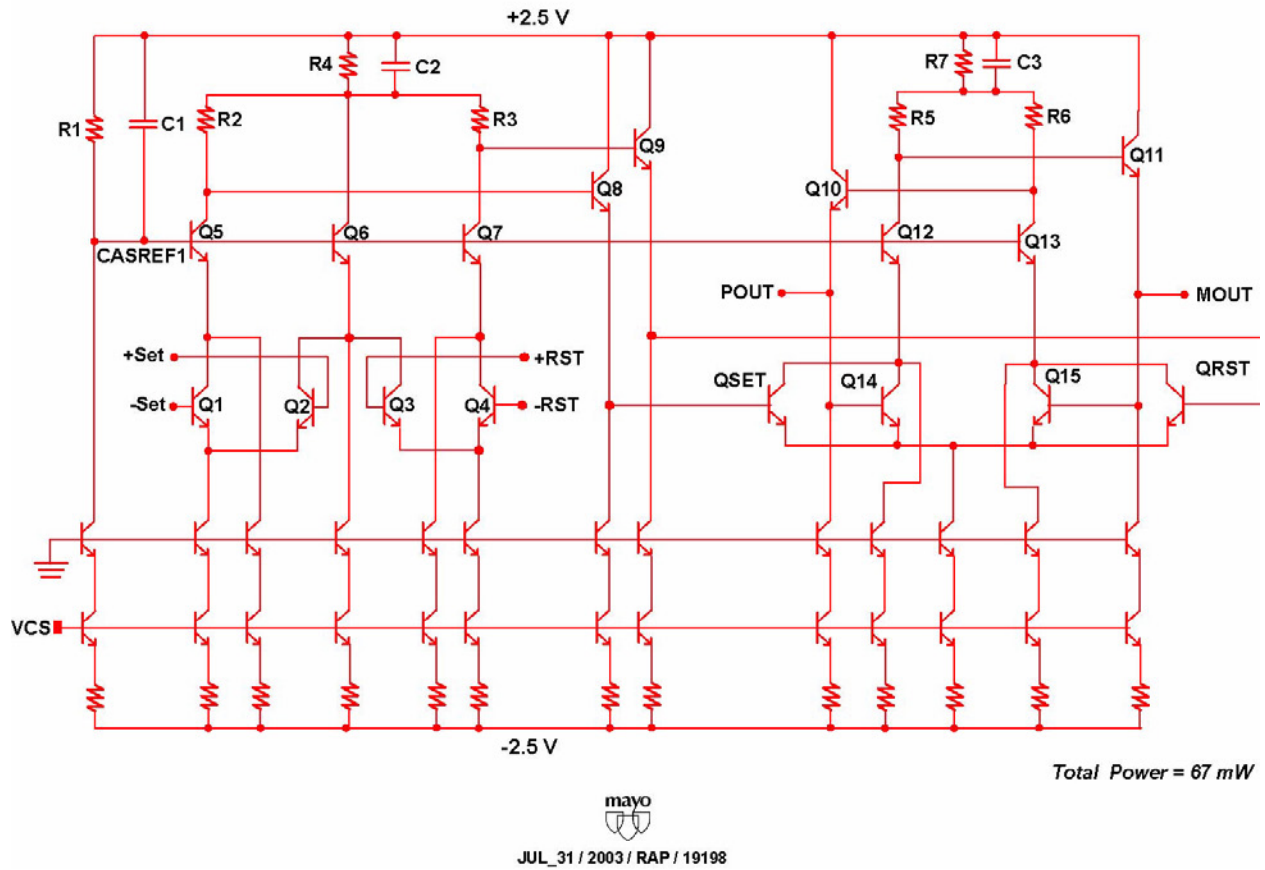 +2.5 V
R4
C2
R7
C3
R1
C1
R2
R3
R5
R6
Q9
Q11
Q8
Q10
Q5
Q6
Q7
Q12
Q13
CASREF1
POUT
MOUT
+Set
+RST
QSET
Q14
Q15
QRST
-Set
Q1
Q2
Q3
Q4
-RST
VCS
-2.5 V
Total Power = 67 mW
mayo
JUL_31 / 2003 / RAP / 19198